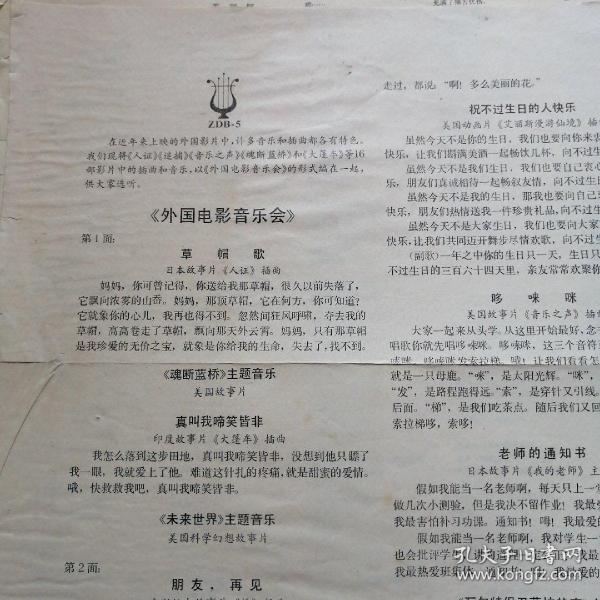 ZDB-5
在近年来上映的外国影片中，许多音乐和插曲都各有特色。
我们现将《人证》《追捕》《音乐之声》《魂断蓝桥》和《大篷车》等16
部影片中的插曲和音乐，以《外国电影音乐会》的形式编在一起，
供大家选听。
《外国电影音乐会》
第1面：
草帽歌
日本故事片《人证》插曲
妈妈，你可曾记得，你送给我那草帽，很久以前失落了，
它飘向浓雾的山岙。妈妈，那顶草帽，它在何方，你可知道？
它就象你的心儿，我再也得不到。忽然间狂风呼啸，夺去我的
草帽，高高卷走了草帽，飘向那天外云霄。妈妈，只有那草帽
是我珍爱的无价之宝，就象是你给我的生命，失去了，找不到。
《魂断蓝桥》主题音乐
美国故事片
真叫我啼笑皆非
印度故事片《大篷车》插曲
我怎么落到这步田地，真叫我啼笑皆非，没想到他只瞟了
我一眼，我就爱上了他。难道这针扎的疼痛，就是甜蜜的爱情。
哦，快救救我吧，真叫我啼笑皆非。
《未来世界》主题音乐
美国科学幻想故事片
第2面：
朋友，再见
走过，都说：“啊！多么美丽的花。”
祝不过生日的人快乐
美国动画片《艾丽斯漫游仙境》插
虽然今天不是你的生日，我们也要向你来
快乐，让我们斟满美酒一起畅饮几杯，向不过生
虽然今天不是我们生日，我们也要自己衷心
乐，朋友们真诚相待一起畅叙友情，向不过生日
虽然今天不是我的生日，那我也要向自己
快乐，朋友们热情送我一件珍贵礼品，向不过生
虽然今天不是大家生日，我们也要向大家
快乐，让我们共同迈开舞步尽情欢歌，向不过生
（副歌）一年之中你的生日只一天，生日只
不过生日的三百六十四天里，亲友常常欢聚你
哆咪咪
美国故事片《音乐之声》插
大家一起来从头学。从这里开始最好，念书
唱歌你就先唱哆·咪咪。哆咪咪，这三个音符
就是一只母鹿。“咪”，是太阳光辉。“咪”，
“发”，是路程跑得远。“索”，是穿针又引线。
后面。“梯”，是我们吃茶点。随后我们又回
索拉梯哆，索哆！
老师的通知书
日本故事片《我的老师》主
假如我能当一名老师啊，每天只上一
做几次小测验，但是我决不留作业！我最
我最害怕补习功课。通知书！啊！我最爱
假如我能当一名老师啊，我对学生一
我最热爱班
孔夫子旧书网
kongfz.com